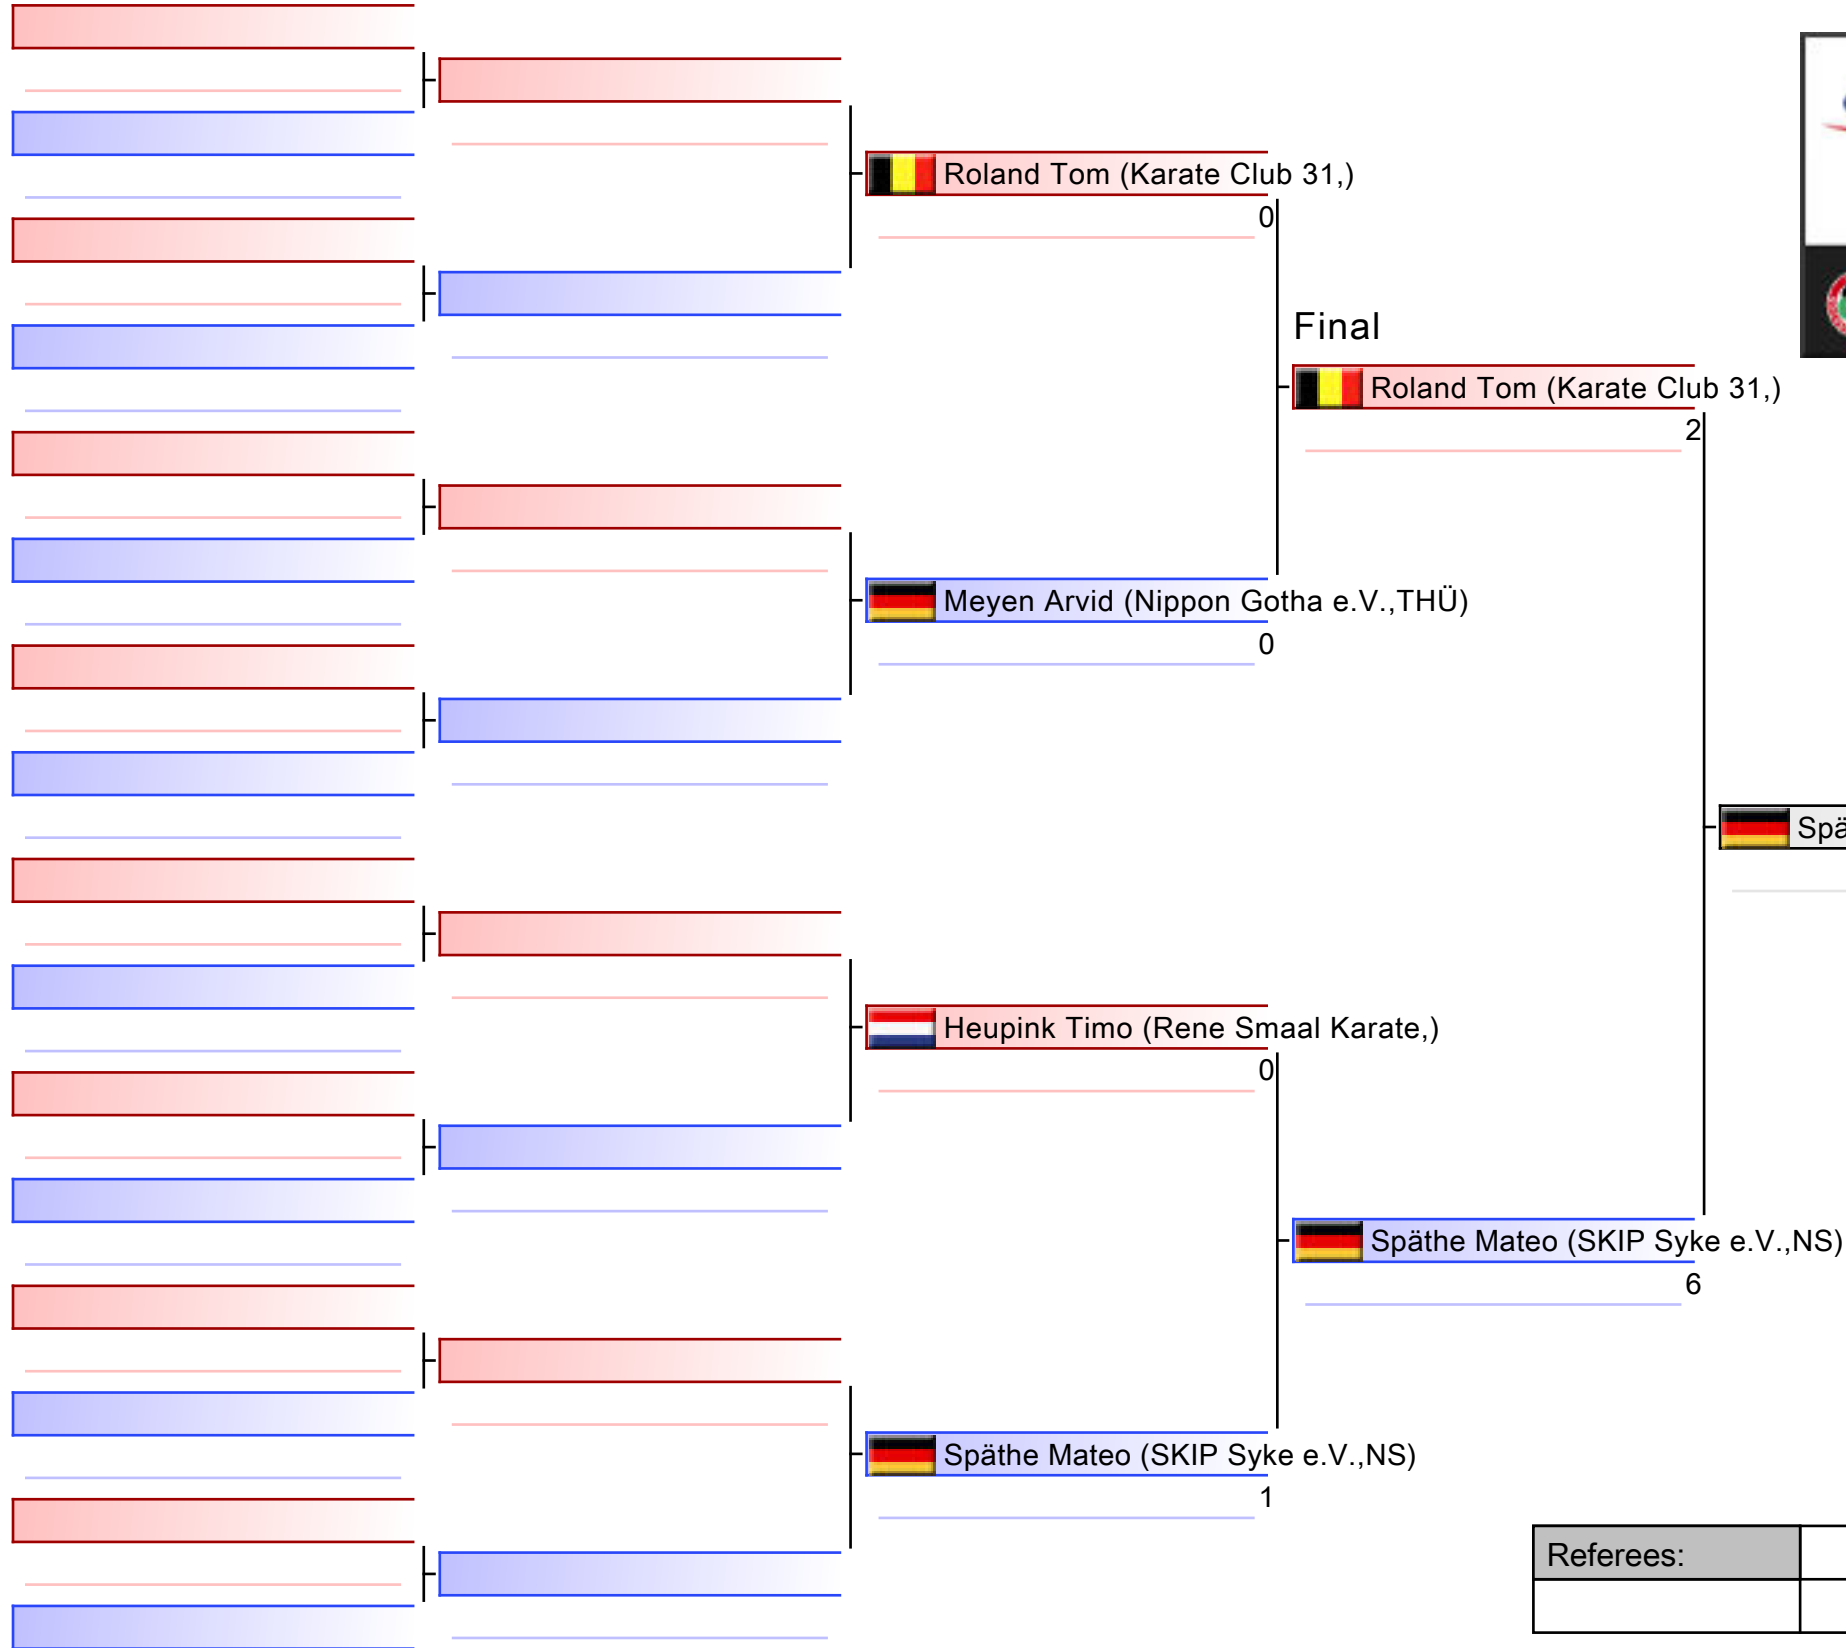 Roland Tom (Karate Club 31,)
0
Final
Roland Tom (Karate Club 31,)
2
Meyen Arvid (Nippon Gotha e.V.,THÜ)
0
Spä
Heupink Timo (Rene Smaal Karate,)
0
Späthe Mateo (SKIP Syke e.V.,NS)
6
Späthe Mateo (SKIP Syke e.V.,NS)
1
Referees: